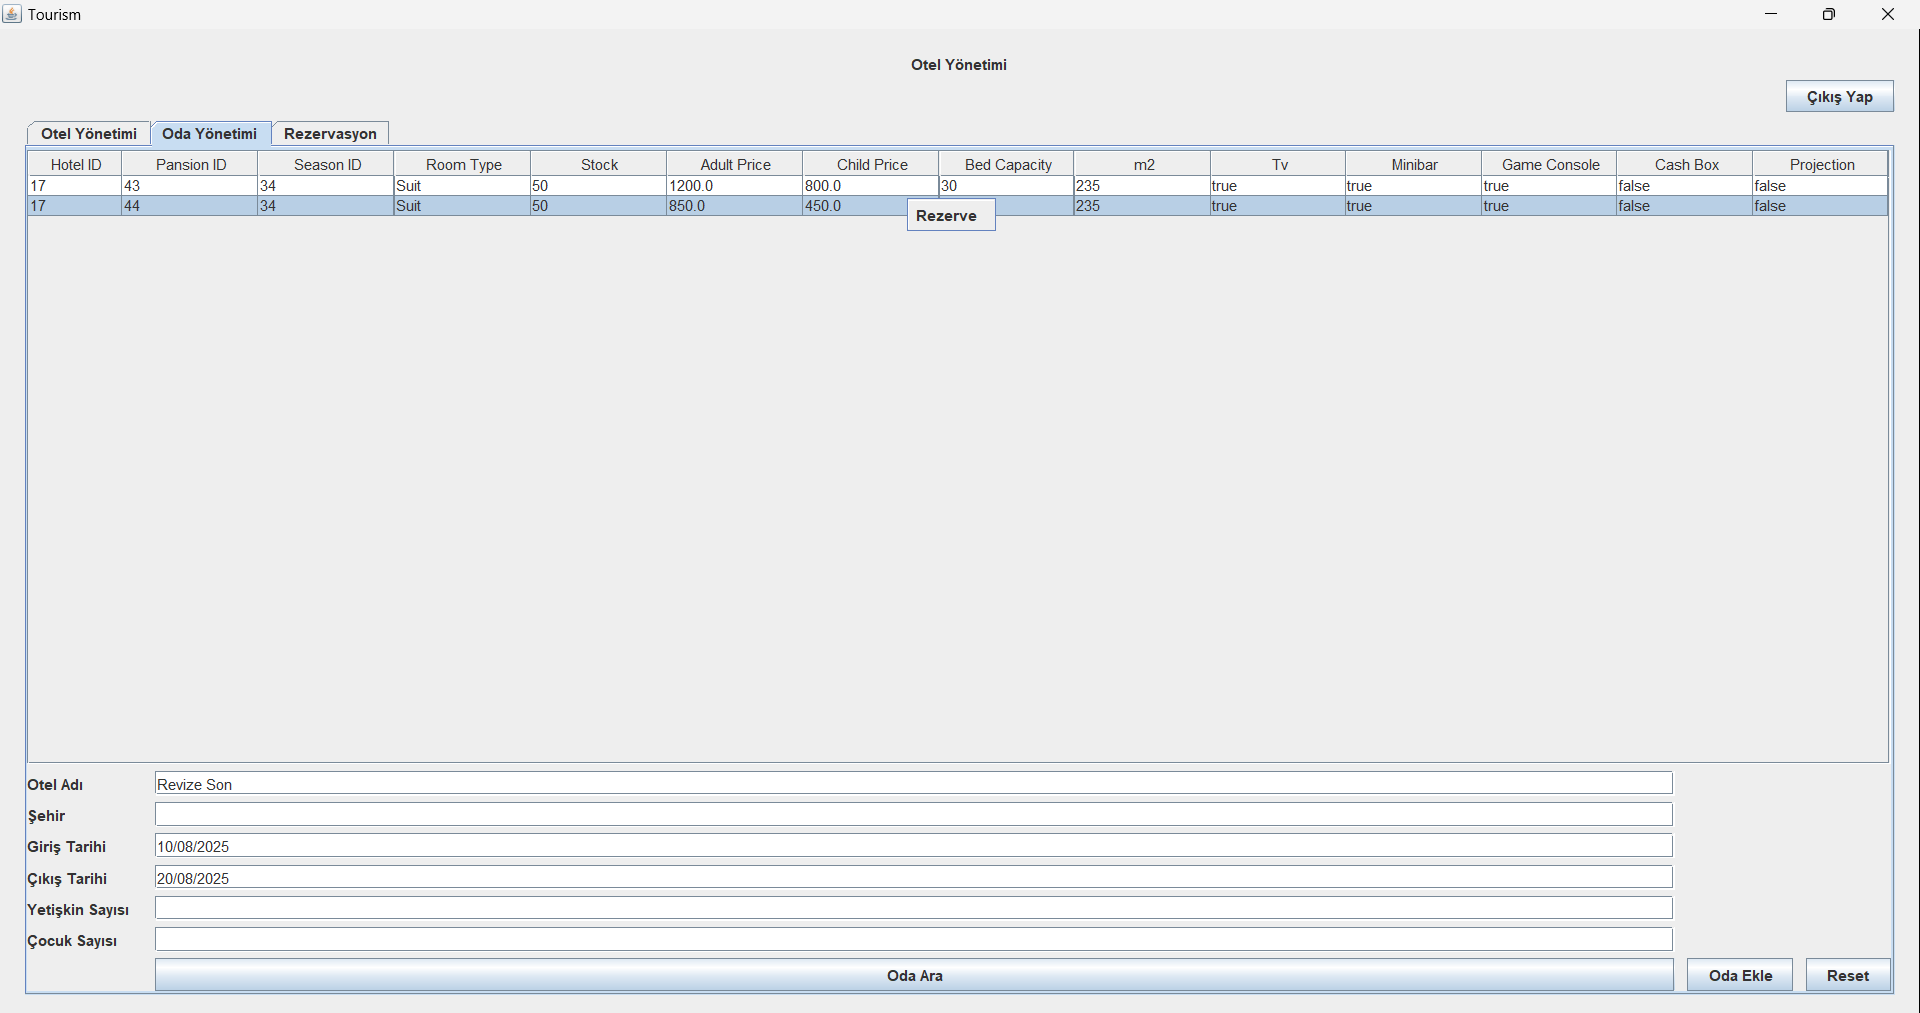 Tourism
Otel Yönetimi
Çıkış Yap
Otel Yönetimi Oda Yönetimi Rezervasyon
Hotel ID Pansion ID Season ID Room Type Stock Adult Price Child Price Bed Capacity m2 Tv Minibar Game Console Cash Box Projection
17 43 34 Suit 50 1200.0 800.0 30 235 true true true false false
17 44 34 Suit 50 850.0 450.0 235 true true true false false
Rezerve
Otel Adı Revize Son
Şehir
Giriş Tarihi 10/08/2025
Çıkış Tarihi 20/08/2025
Yetişkin Sayısı
Çocuk Sayısı
Oda Ara Oda Ekle Reset